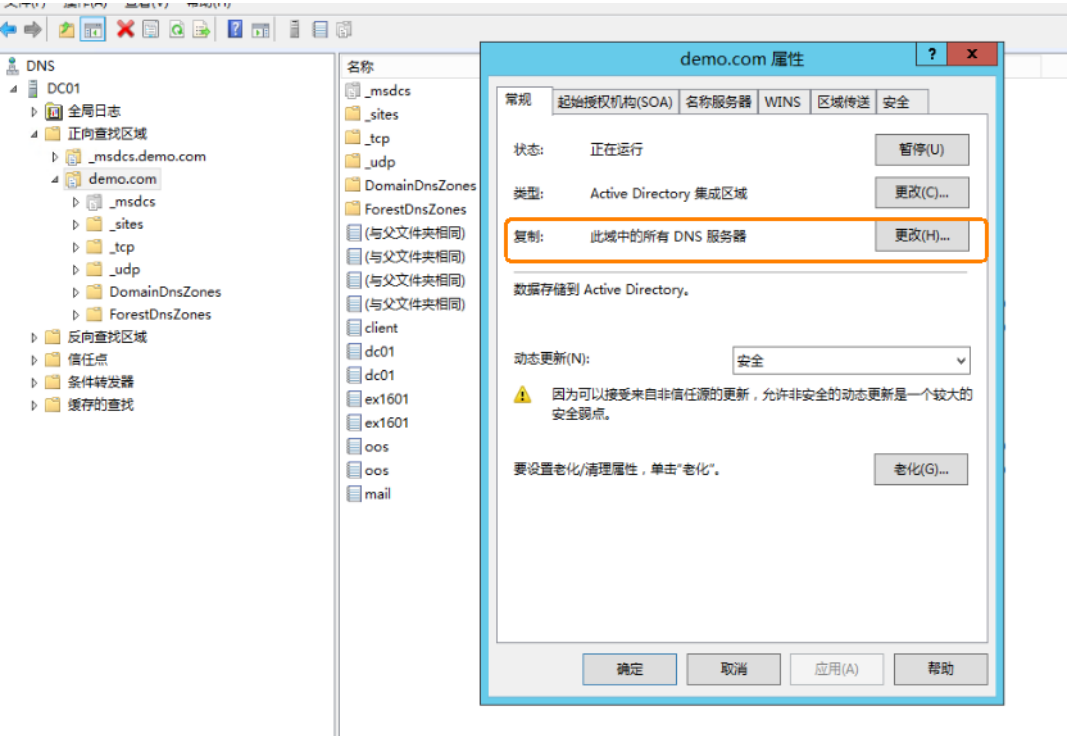 DNS
DC01
全局日志
正向查找区域
_msdcs.demo.com
demo.com
_msdcs
_sites
_tcp
_udp
DomainDnsZones
ForestDnsZones
反向查找区域
信任点
条件转发器
缓存的查找
名称
_msdcs
_sites
_tcp
_udp
DomainDnsZones
ForestDnsZones
(与父文件夹相同)
(与父文件夹相同)
(与父文件夹相同)
(与父文件夹相同)
client
dc01
dc01
ex1601
ex1601
oos
oos
mail
demo.com 属性
? x
常规 起始授权机构(SOA) 名称服务器 WINS 区域传送 安全
状态: 正在运行 暂停(U)
类型: Active Directory 集成区域 更改(C)...
复制: 此域中的所有 DNS 服务器 更改(H)...
数据存储到 Active Directory。
动态更新(N): 安全
因为可以接受来自非信任源的更新，允许非安全的动态更新是一个较大的
安全弱点。
要设置老化/清理属性，单击"老化"。 老化(G)...
确定 取消 应用(A) 帮助